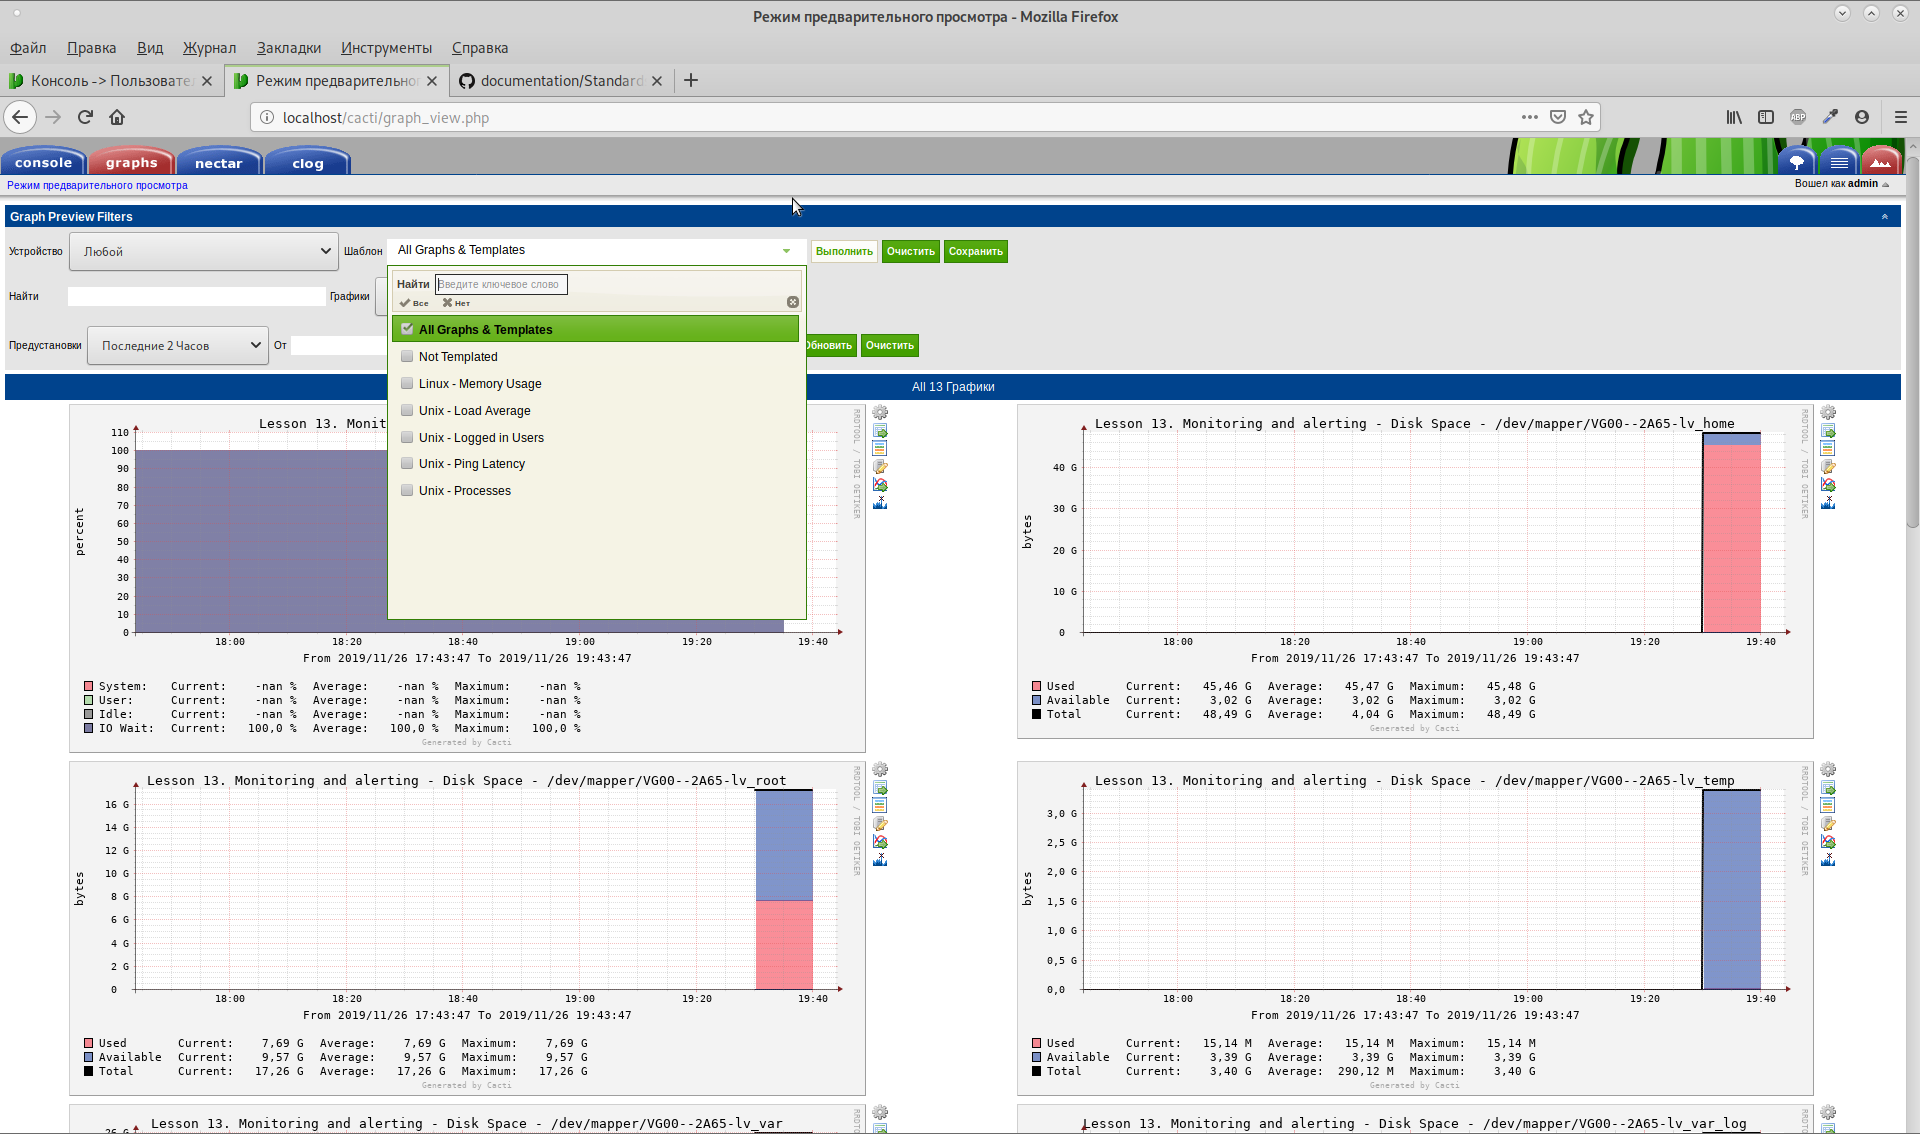 Режим предварительного просмотра - Mozilla Firefox
Файл Правка Вид Журнал Закладки Инструменты Справка
Консоль -> Пользовате Режим предварительно documentation/Standard
localhost/cacti/graph_view.php
ABP
console graphs nectar clog
Режим предварительного просмотра
Вошел как admin
Graph Preview Filters
Устройство Любой Шаблон All Graphs & Templates Выполнить Очистить Сохранить
Найти Графики
Найти Введите ключевое слово
Все Нет
All Graphs & Templates
Not Templated
Linux - Memory Usage
Unix - Load Average
Unix - Logged in Users
Unix - Ping Latency
Unix - Processes
Предустановки Последние 2 Часов От Обновить Очистить
All 13 Графики
Lesson 13. Monit
RRDTOOL / TOBI OETIKER
percent
110
100
90
80
70
60
50
40
30
20
10
0
18:00 18:20 18:40 19:00 19:20 19:40
From 2019/11/26 17:43:47 To 2019/11/26 19:43:47
System: Current: -nan % Average: -nan % Maximum: -nan %
User: Current: -nan % Average: -nan % Maximum: -nan %
Idle: Current: -nan % Average: -nan % Maximum: -nan %
IO Wait: Current: 100,0 % Average: 100,0 % Maximum: 100,0 %
Generated by Cacti
Lesson 13. Monitoring and alerting - Disk Space - /dev/mapper/VG00--2A65-lv_home
RRDTOOL / TOBI OETIKER
bytes
40 G
30 G
20 G
10 G
0
18:00 18:20 18:40 19:00 19:20 19:40
From 2019/11/26 17:43:47 To 2019/11/26 19:43:47
Used Current: 45,46 G Average: 45,47 G Maximum: 45,48 G
Available Current: 3,02 G Average: 3,02 G Maximum: 3,02 G
Total Current: 48,49 G Average: 4,04 G Maximum: 48,49 G
Generated by Cacti
Lesson 13. Monitoring and alerting - Disk Space - /dev/mapper/VG00--2A65-lv_root
RRDTOOL / TOBI OETIKER
bytes
16 G
14 G
12 G
10 G
8 G
6 G
4 G
2 G
0
18:00 18:20 18:40 19:00 19:20 19:40
From 2019/11/26 17:43:47 To 2019/11/26 19:43:47
Used Current: 7,69 G Average: 7,69 G Maximum: 7,69 G
Available Current: 9,57 G Average: 9,57 G Maximum: 9,57 G
Total Current: 17,26 G Average: 17,26 G Maximum: 17,26 G
Generated by Cacti
Lesson 13. Monitoring and alerting - Disk Space - /dev/mapper/VG00--2A65-lv_temp
RRDTOOL / TOBI OETIKER
bytes
3,0 G
2,5 G
2,0 G
1,5 G
1,0 G
0,5 G
0,0
18:00 18:20 18:40 19:00 19:20 19:40
From 2019/11/26 17:43:47 To 2019/11/26 19:43:47
Used Current: 15,14 M Average: 15,14 M Maximum: 15,14 M
Available Current: 3,39 G Average: 3,39 G Maximum: 3,39 G
Total Current: 3,40 G Average: 290,12 M Maximum: 3,40 G
Generated by Cacti
Lesson 13. Monitoring and alerting - Disk Space - /dev/mapper/VG00--2A65-lv_var
26 G
Lesson 13. Monitoring and alerting - Disk Space - /dev/mapper/VG00--2A65-lv_var_log